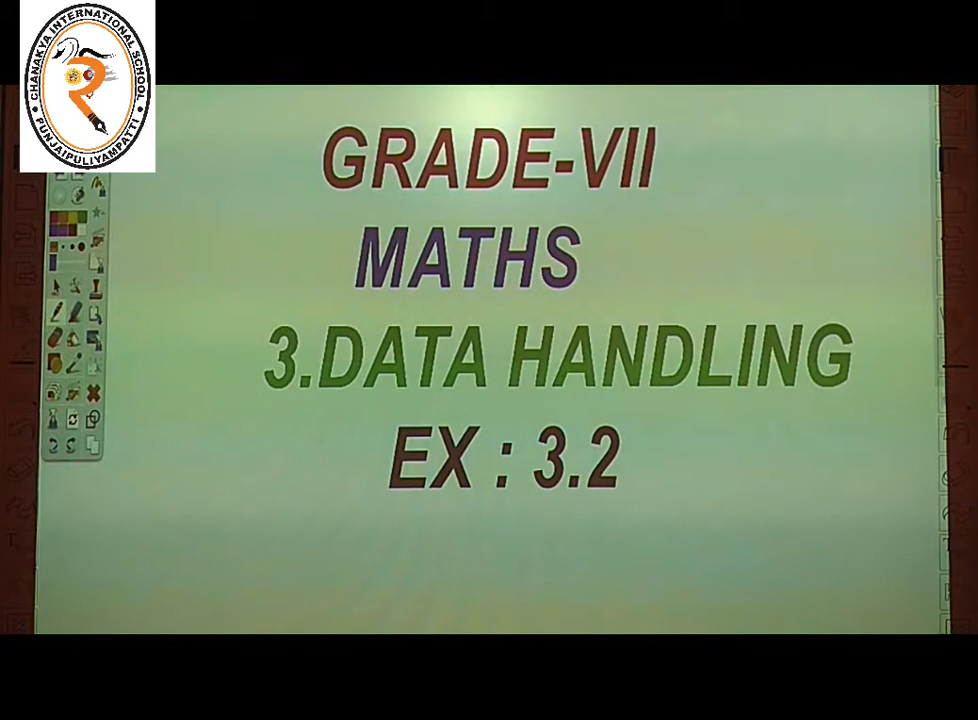 CHANAKYA INTERNATIONAL SCHOOL
PUNJAIPULIYAMPATTI
GRADE-VII
MATHS
3.DATA HANDLING
EX : 3.2